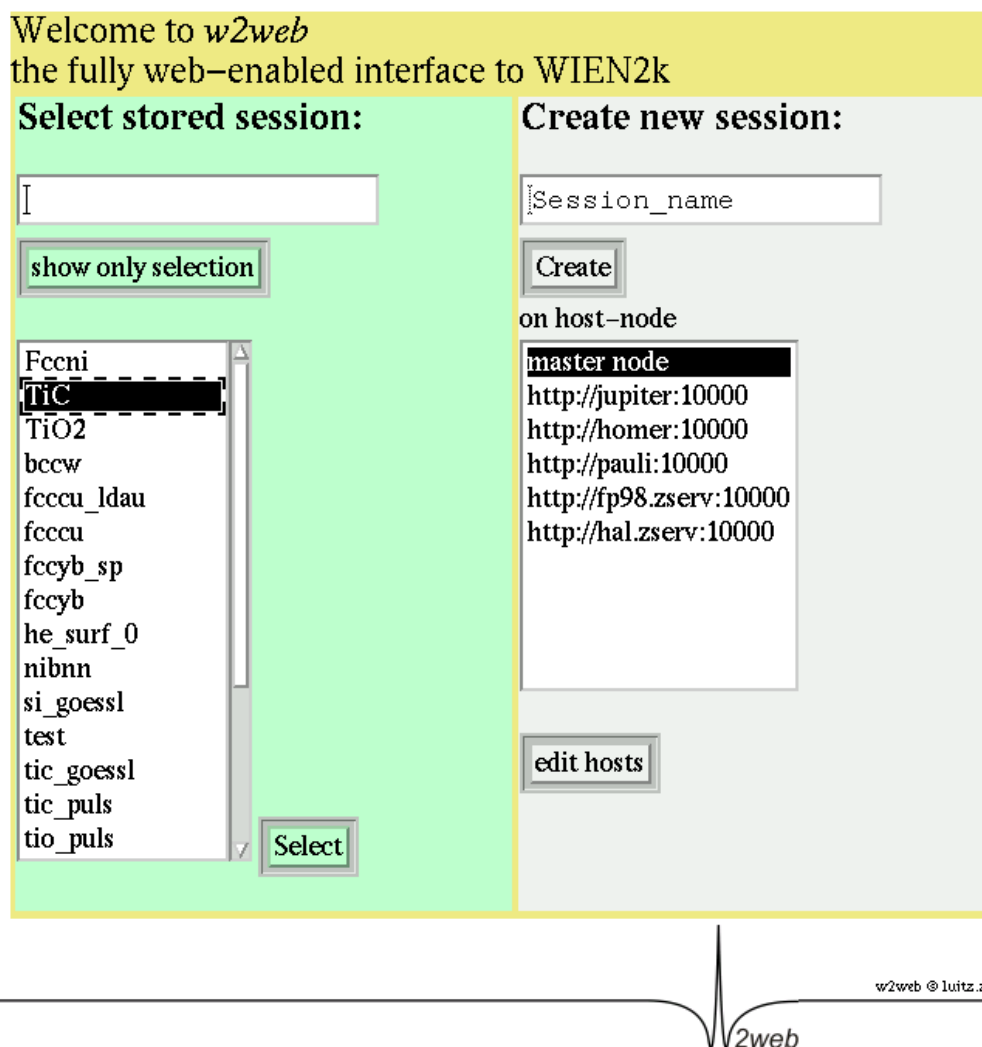 Welcome to w2web
the fully web–enabled interface to WIEN2k
Select stored session:
show only selection
Fccni
TiC
TiO2
bccw
fcccu_ldau
fcccu
fccyb_sp
fccyb
he_surf_0
nibnn
si_goessl
test
tic_goessl
tic_puls
tio_puls
Select
Create new session:
Session_name
Create
on host–node
master node
http://jupiter:10000
http://homer:10000
http://pauli:10000
http://fp98.zserv:10000
http://hal.zserv:10000
edit hosts
w2web © luitz.
2web